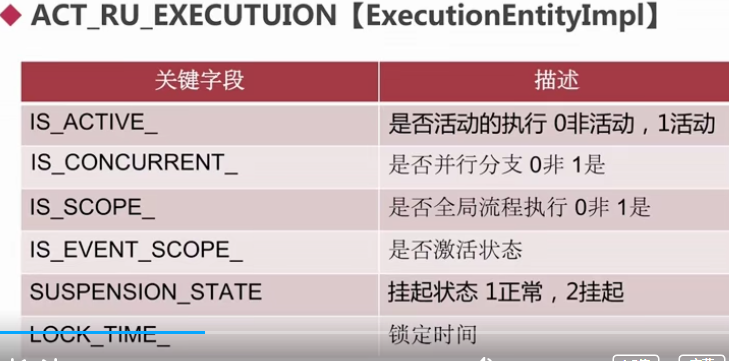 ACT_RU_EXECUTUION【ExecutionEntityImpl】
关键字段 描述
IS_ACTIVE_ 是否活动的执行 0非活动，1活动
IS_CONCURRENT_ 是否并行分支 0非 1是
IS_SCOPE_ 是否全局流程执行 0非 1是
IS_EVENT_SCOPE_ 是否激活状态
SUSPENSION_STATE 挂起状态 1正常，2挂起
LOCK_TIME_ 锁定时间